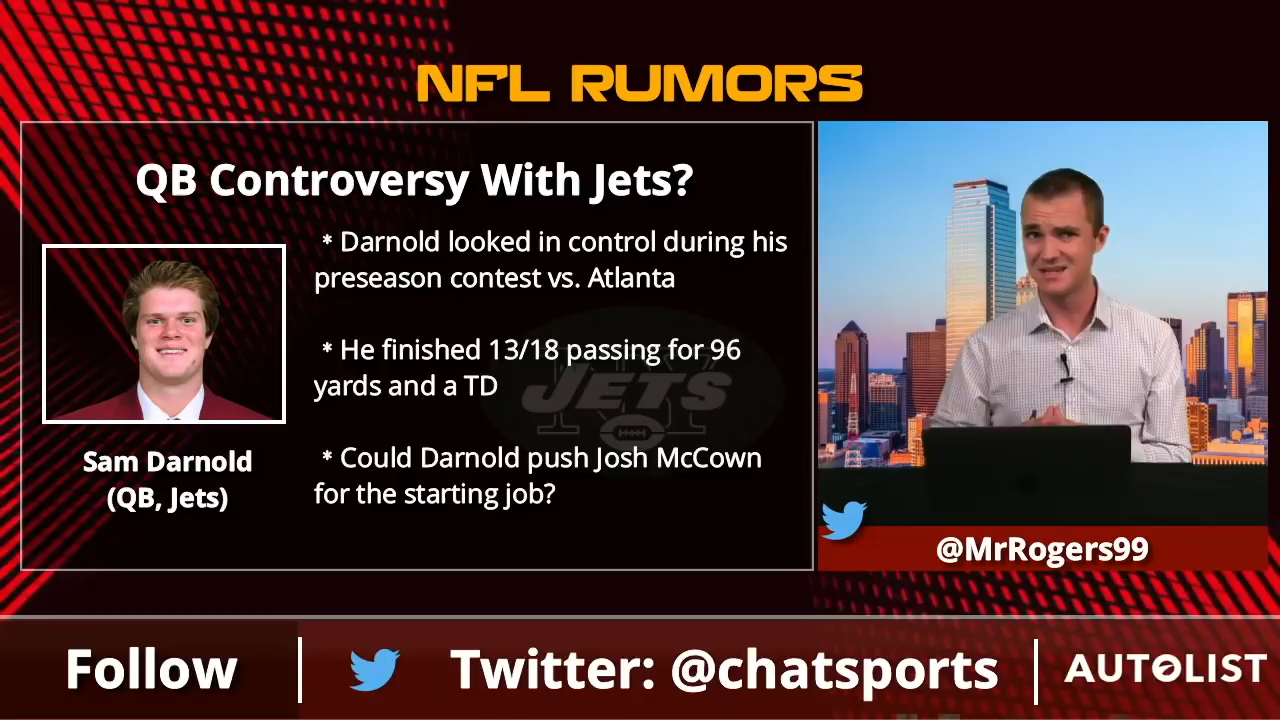 NFL RUMORS
QB Controversy With Jets?
* Darnold looked in control during his
preseason contest vs. Atlanta
* He finished 13/18 passing for 96
yards and a TD
* Could Darnold push Josh McCown
for the starting job?
NY
JETS
Sam Darnold
(QB, Jets)
@MrRogers99
Follow
Twitter: @chatsports
AUTOLIST